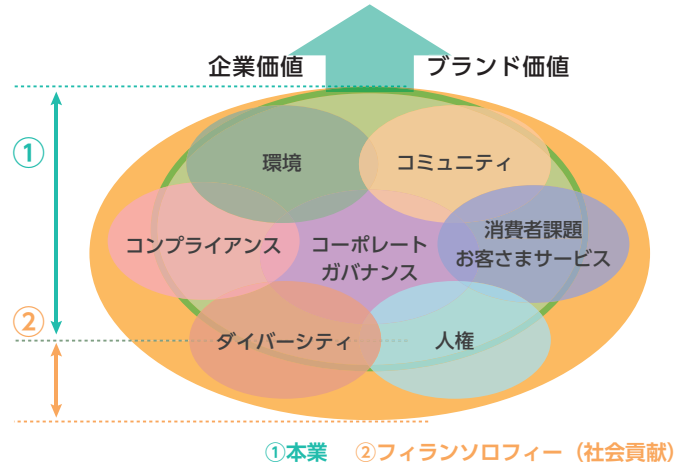 企業価値 ブランド価値
①
環境
コミュニティ
コンプライアンス
コーポレート
ガバナンス
消費者課題
お客さまサービス
②
ダイバーシティ
人権
①本業 ②フィランソロフィー（社会貢献）